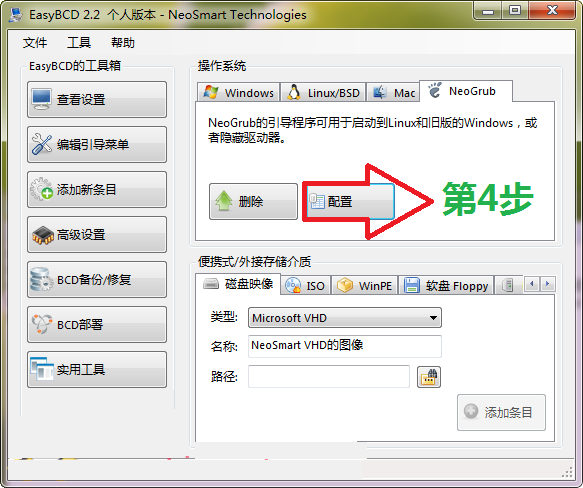 EasyBCD 2.2 个人版本 - NeoSmart Technologies
文件 工具 帮助
EasyBCD的工具箱
查看设置
编辑引导菜单
添加新条目
高级设置
BCD备份/修复
BCD部署
实用工具
操作系统
Windows Linux/BSD Mac NeoGrub
NeoGrub的引导程序可用于启动到Linux和旧版的Windows，或
者隐藏驱动器。
删除 配置 第4步
便携式/外接存储介质
磁盘映像 ISO WinPE 软盘 Floppy
类型: Microsoft VHD
名称: NeoSmart VHD的图像
路径:
添加条目